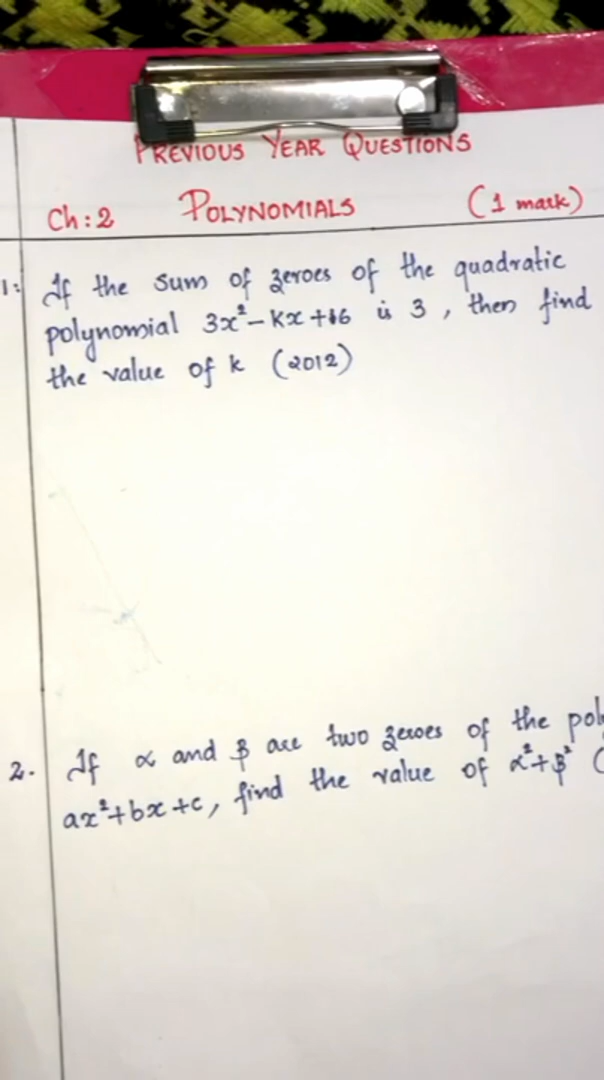 PREVIOUS YEAR QUESTIONS
Ch:2 POLYNOMIALS (1 mark)
1: If the sum of zeroes of the quadratic
polynomial 3x²-kx+16 is 3, then find
the value of k (2012)
2. If α and β are two zeroes of the
ax²+bx+c, find the value of α²+β² (